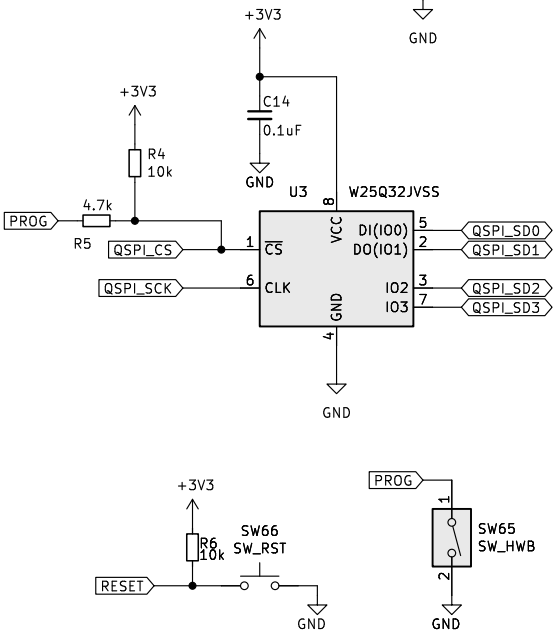 +3V3
GND
+3V3
C14
0.1uF
R4
10k
GND
U3
W25Q32JVSS
4.7k
PROG
R5
8
VCC
DI(IO0)
5
QSPI_SD0
QSPI_CS
1
CS
DO(IO1)
2
QSPI_SD1
QSPI_SCK
6
CLK
IO2
3
QSPI_SD2
GND
IO3
7
QSPI_SD3
4
GND
PROG
+3V3
1
R6
10k
SW66
SW_RST
SW65
SW_HWB
RESET
2
GND
GND